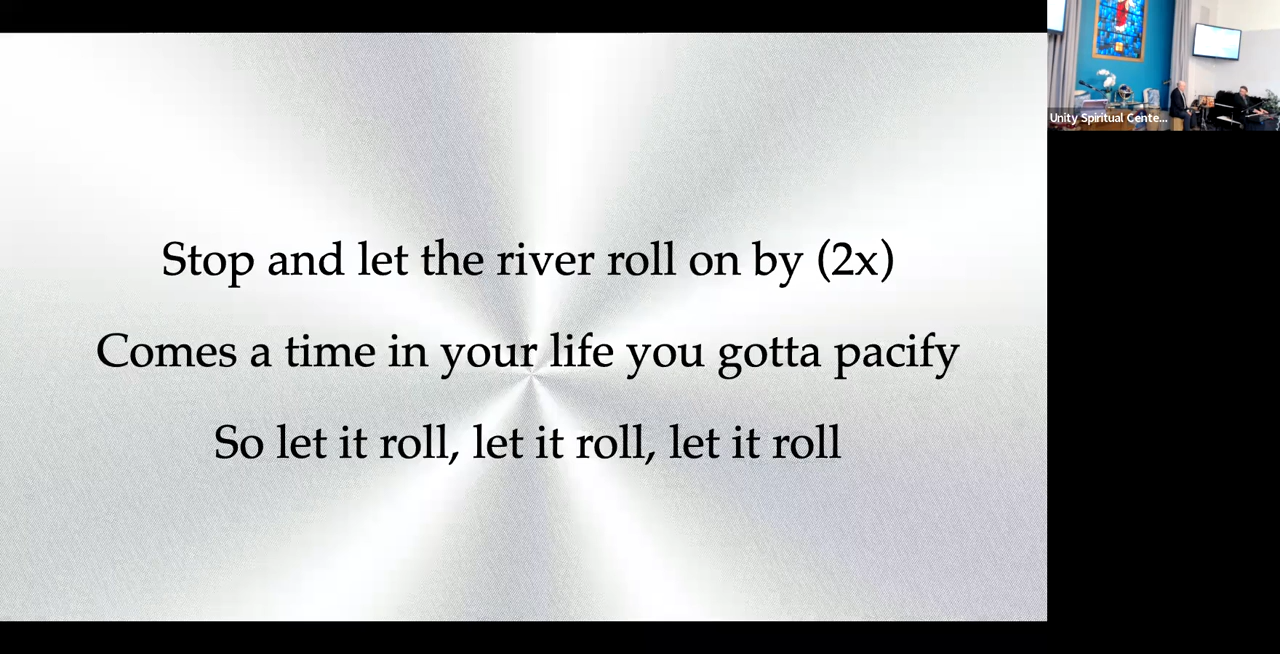 Stop and let the river roll on by (2x)
Comes a time in your life you gotta pacify
So let it roll, let it roll, let it roll
Unity Spiritual Cente...